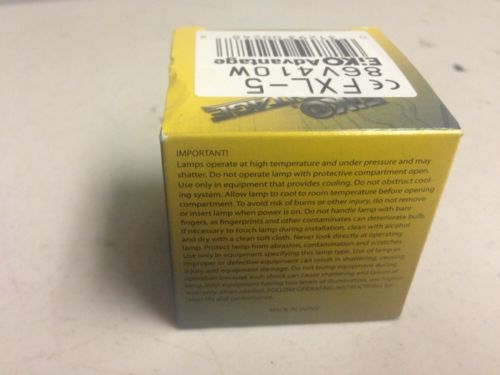 EiKO Advantage
86V410W
CE FXL-5
EIKO
IMPORTANT!
Lamps operate at high temperature and under pressure and may
shatter. Do not operate lamp with protective compartment open.
Use only in equipment that provides cooling. Do not obstruct cool-
ing system. Allow lamp to cool to room temperature before opening
compartment. To avoid risk of burns or other injury, do not remove
or insert lamp when power is on. Do not handle lamp with bare
fingers, as fingerprints and other contaminates can deteriorate bulb.
If necessary to touch lamp during installation, clean with alcohol
and dry with a clean soft cloth. Never look directly at operating
lamp. Protect lamp from abrasion, contamination and scratches.
Use only in equipment specifying this lamp type. Use of lamp in
improper or defective equipment can result in shattering, causing
injury and equipment damage. Do not bump equipment during
operation because such shock can cause shattering and failure of
lamp. With equipment having two levels of illumination, use higher
level only when needed. FOLLOW OPERATING INSTRUCTIONS for
lamp life and performance.
MADE IN JAPAN